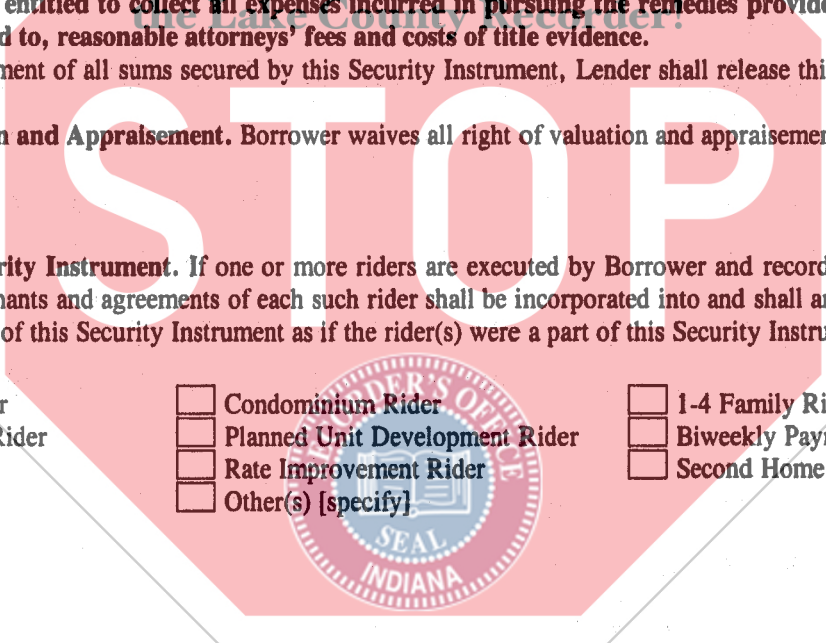 entitled to collect all expenses incurred in pursuing the remedies provide
the Lake County Recorder!
d to, reasonable attorneys' fees and costs of title evidence.
ment of all sums secured by this Security Instrument, Lender shall release thi
n and Appraisement. Borrower waives all right of valuation and appraisemen
STOP
rity Instrument. If one or more riders are executed by Borrower and record
nants and agreements of each such rider shall be incorporated into and shall a
of this Security Instrument as if the rider(s) were a part of this Security Instru
r
Condominium Rider
1-4 Family Ri
Rider
Planned Unit Development Rider
Biweekly Payı
Rate Improvement Rider
Second Home
Other(s) [specify]
RECORDER'S OFFICE
SEAL
INDIANA